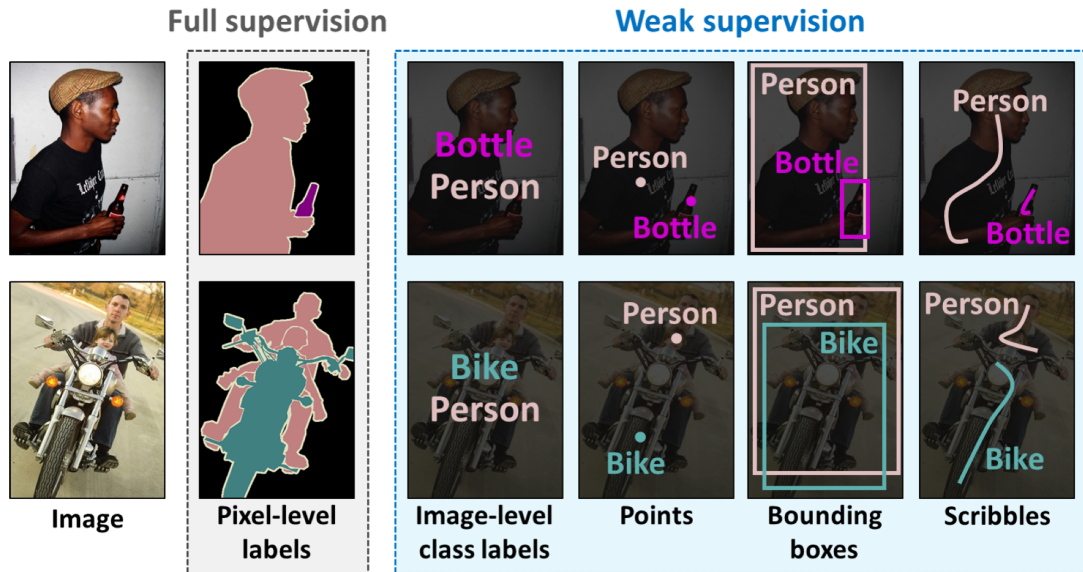 Full supervision
Weak supervision
Bottle
Person
Person
Bottle
Person
Bottle
Person
Bottle
Bike
Person
Person
Bike
Person
Bike
Person
Bike
Image
Pixel-level
labels
Image-level
class labels
Points
Bounding
boxes
Scribbles